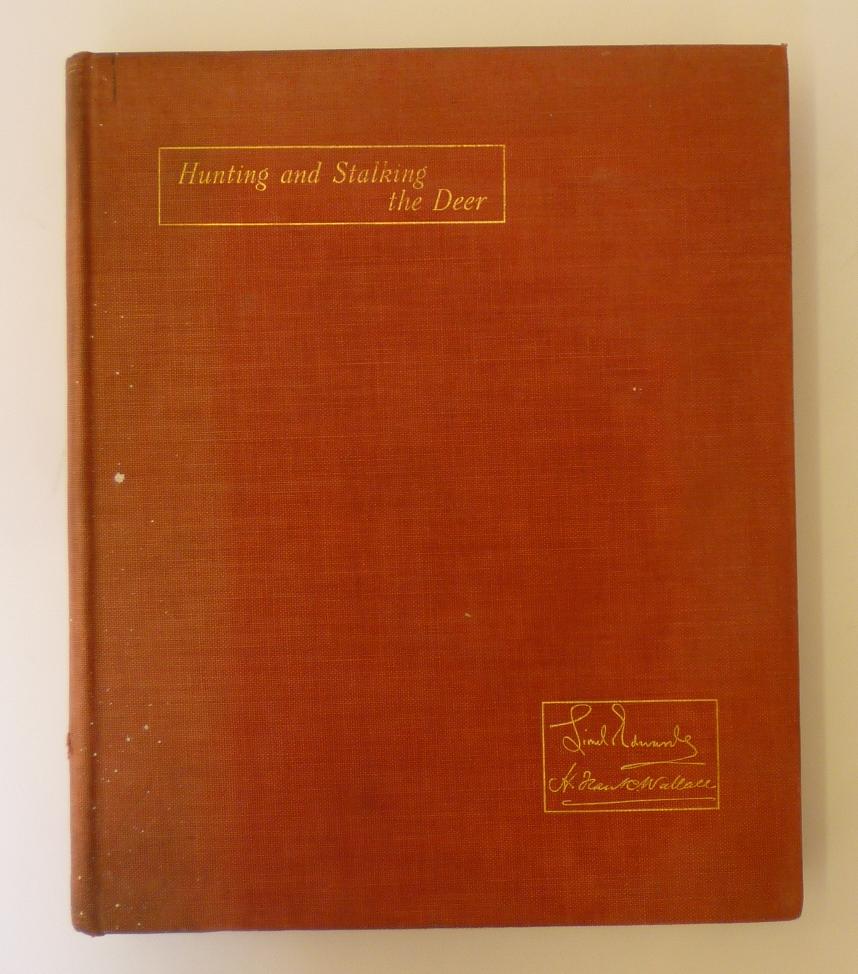 Hunting and Stalking
the Deer
Lionel Edwards
H. Frank Wallace